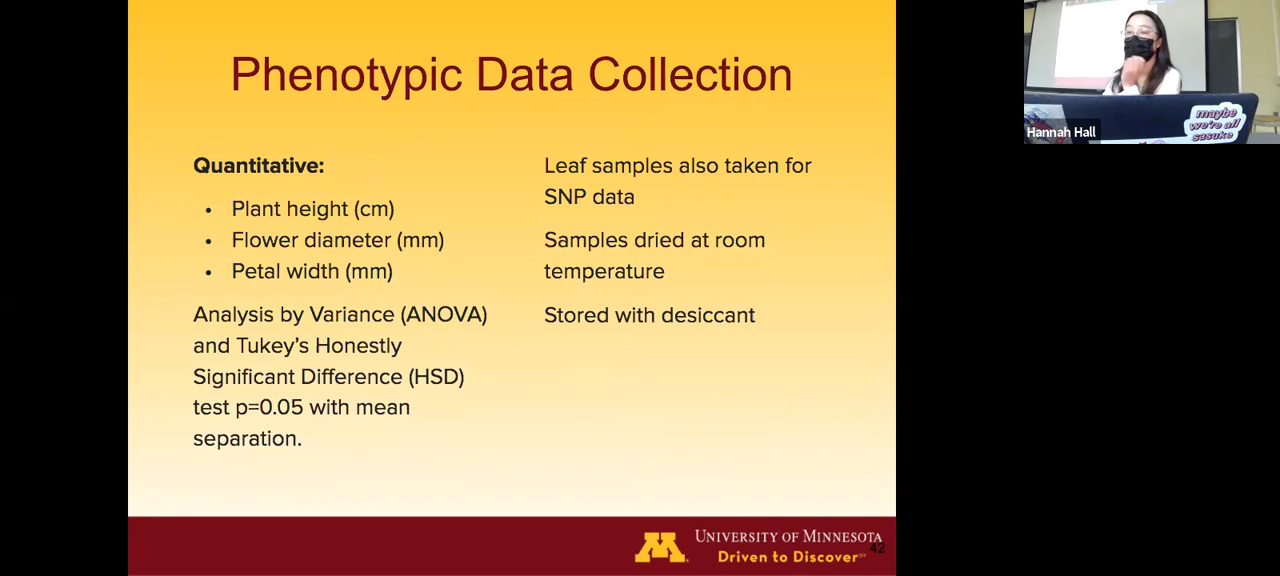 Phenotypic Data Collection
Quantitative:
• Plant height (cm)
• Flower diameter (mm)
• Petal width (mm)
Analysis by Variance (ANOVA)
and Tukey's Honestly
Significant Difference (HSD)
test p=0.05 with mean
separation.
Leaf samples also taken for
SNP data
Samples dried at room
temperature
Stored with desiccant
M
UNIVERSITY OF MINNESOTA
Driven to Discover℠
42
Hannah Hall
maybe
we're all
sasuke